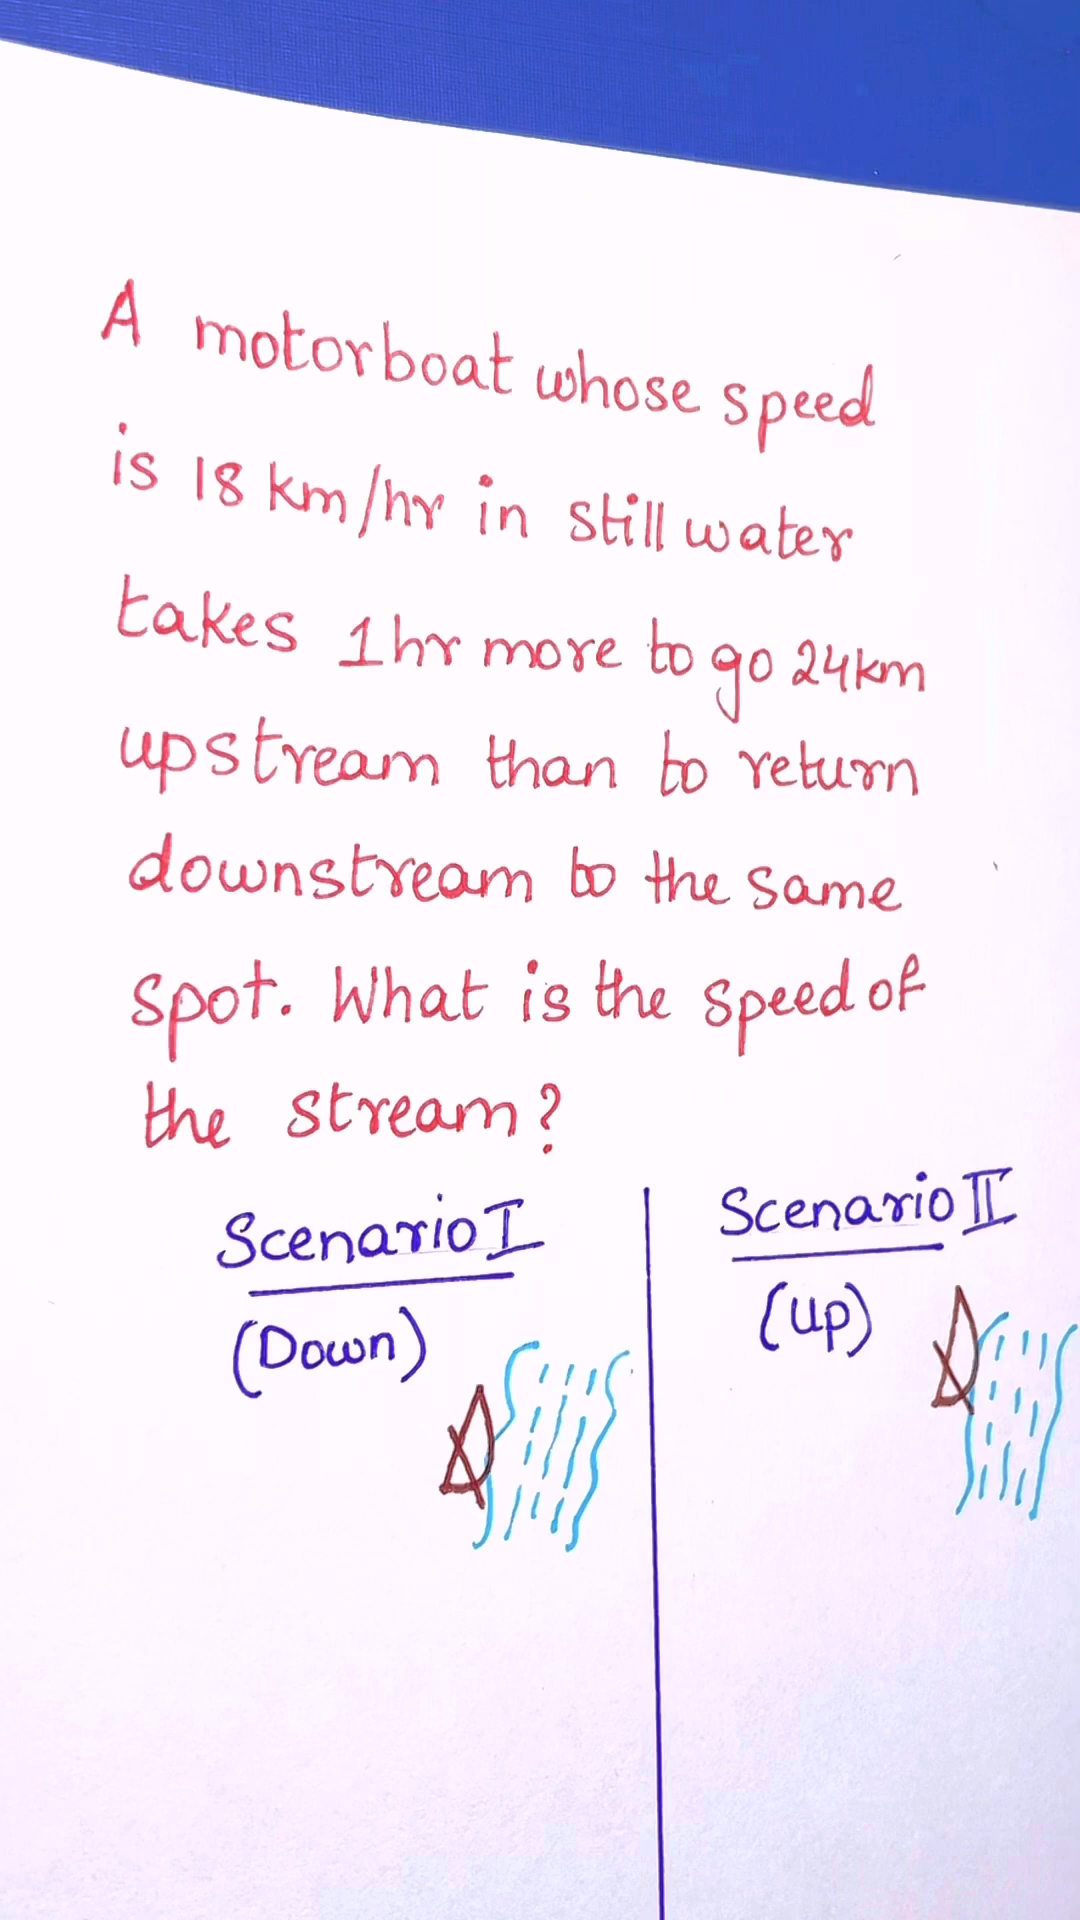 A motorboat whose speed
is 18 km/hr in still water
takes 1hr more to go 24km
upstream than to return
downstream to the same
spot. What is the speed of
the stream?
Scenario I
(Down)
Scenario II
(Up)